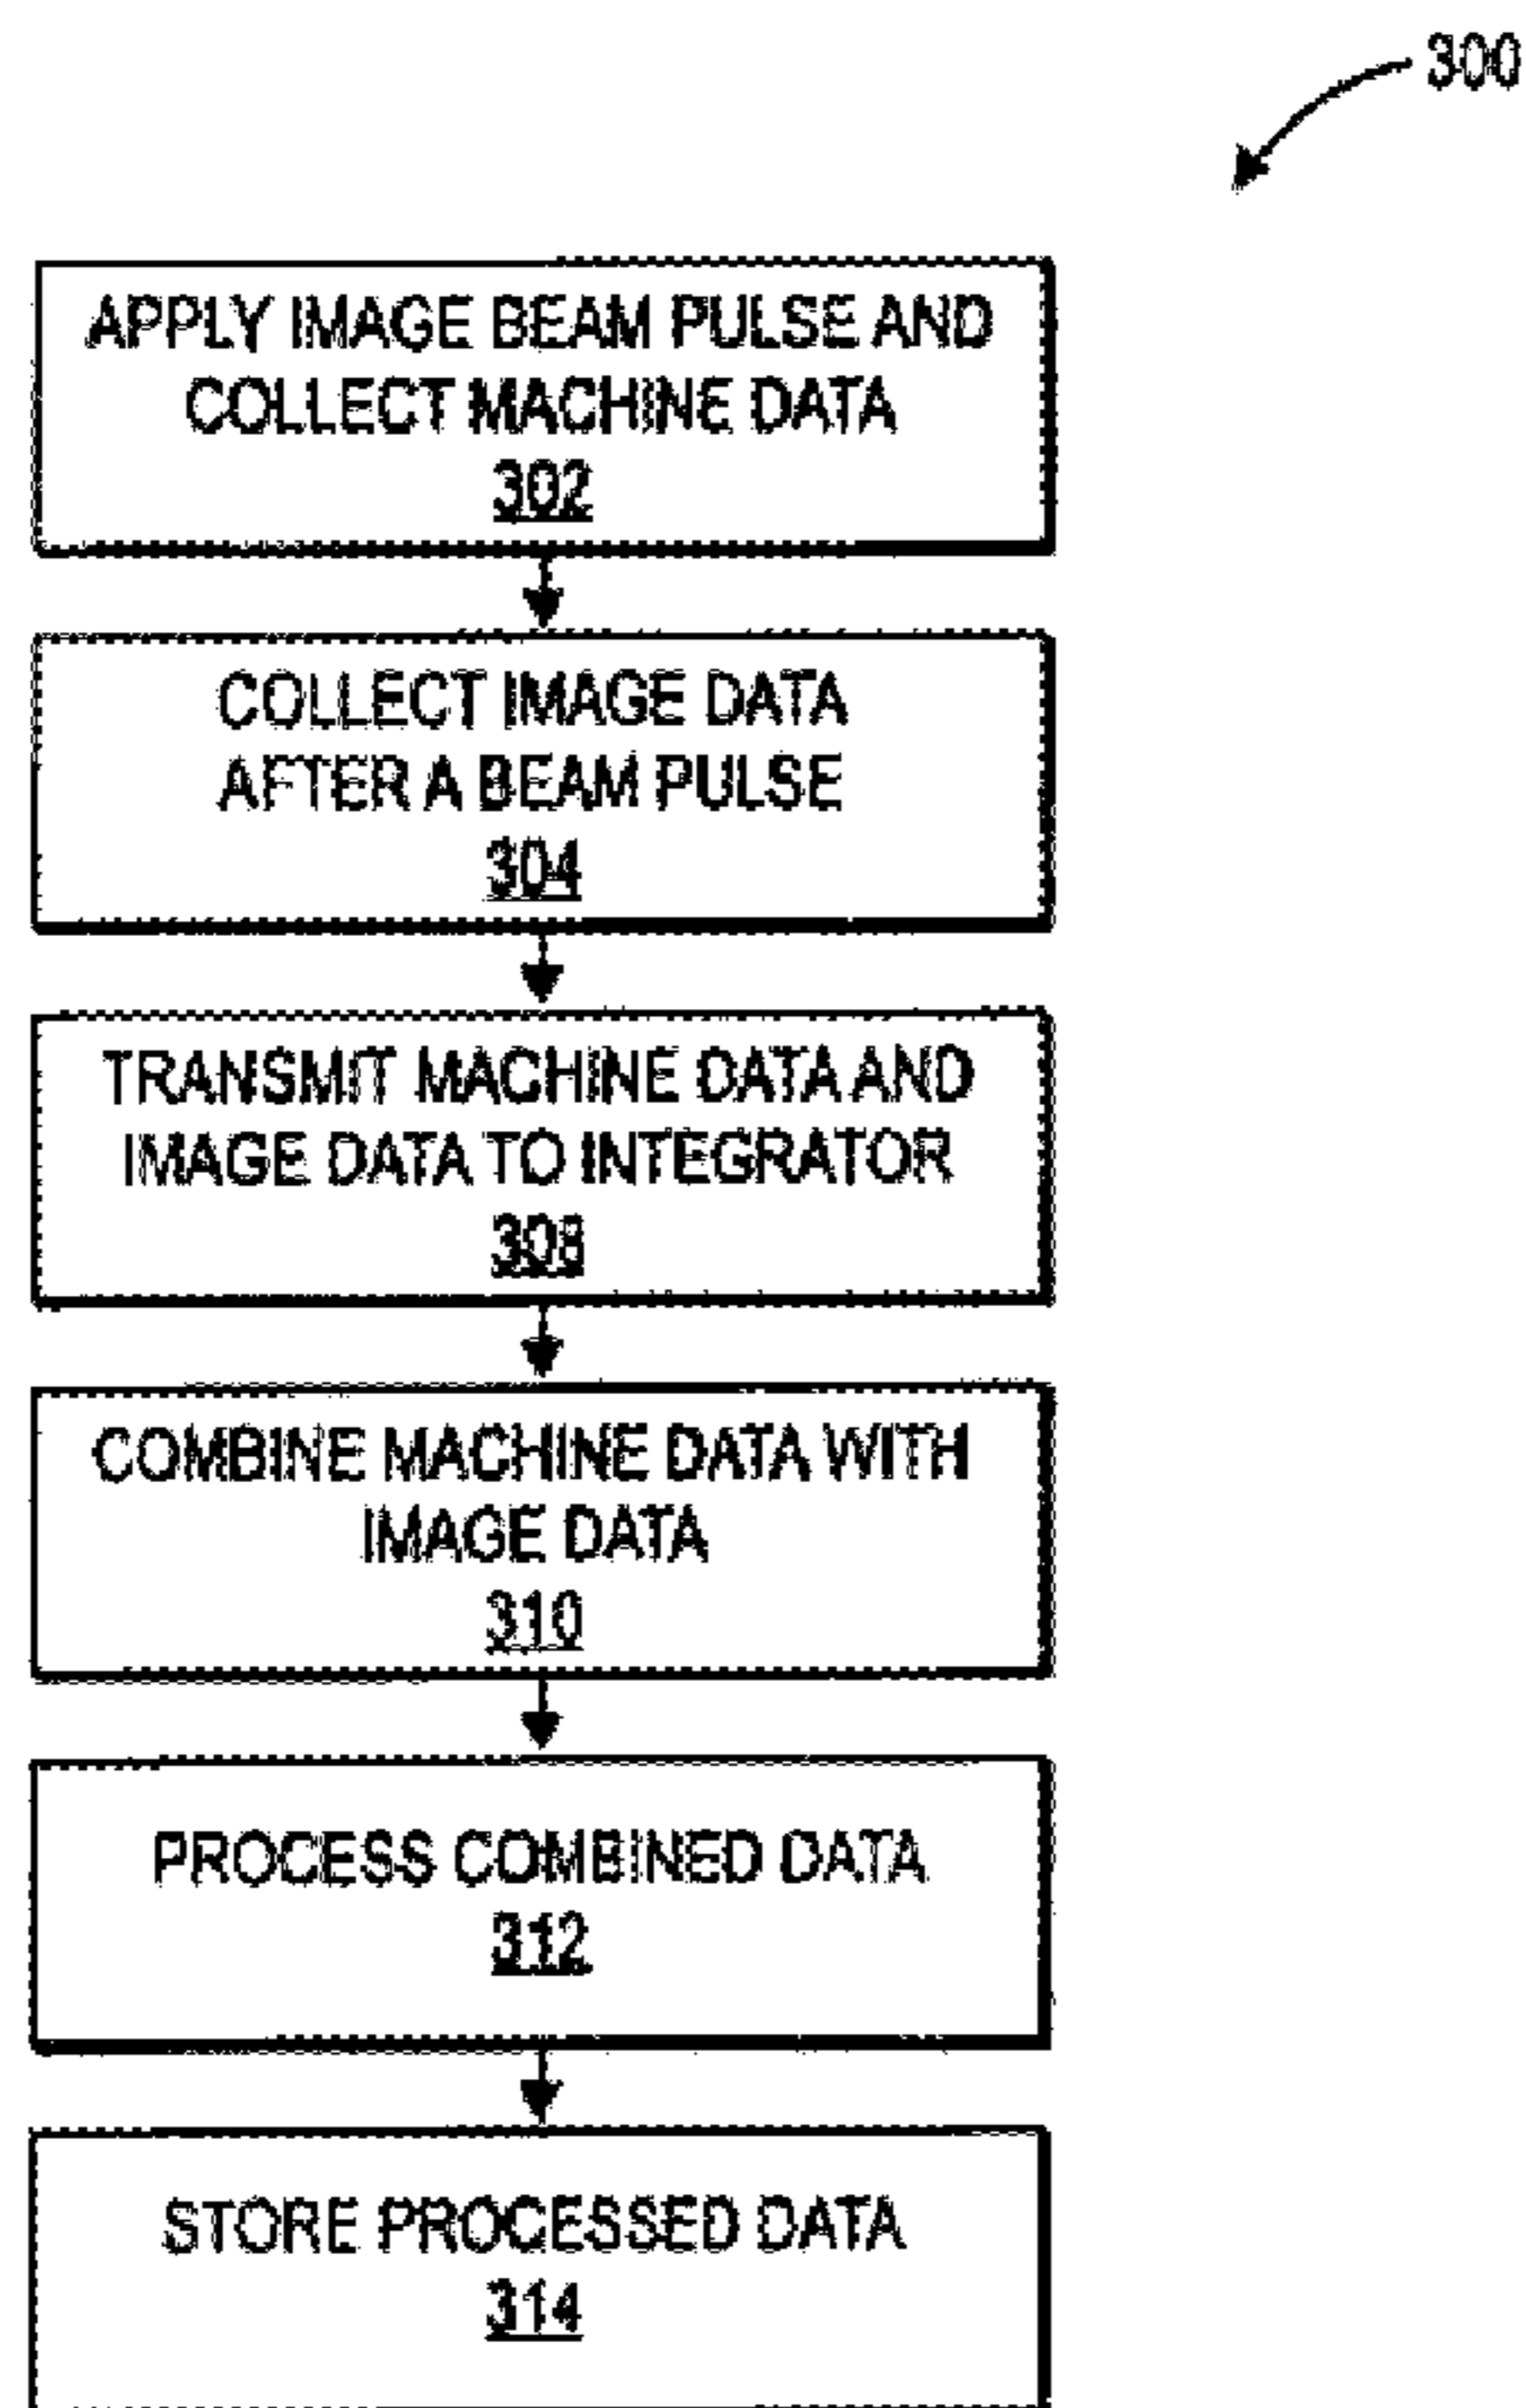 300
APPLY IMAGE BEAM PULSE AND
COLLECT MACHINE DATA
302
COLLECT IMAGE DATA
AFTER A BEAM PULSE
304
TRANSMIT MACHINE DATA AND
IMAGE DATA TO INTEGRATOR
308
COMBINE MACHINE DATA WITH
IMAGE DATA
310
PROCESS COMBINED DATA
312
STORE PROCESSED DATA
314